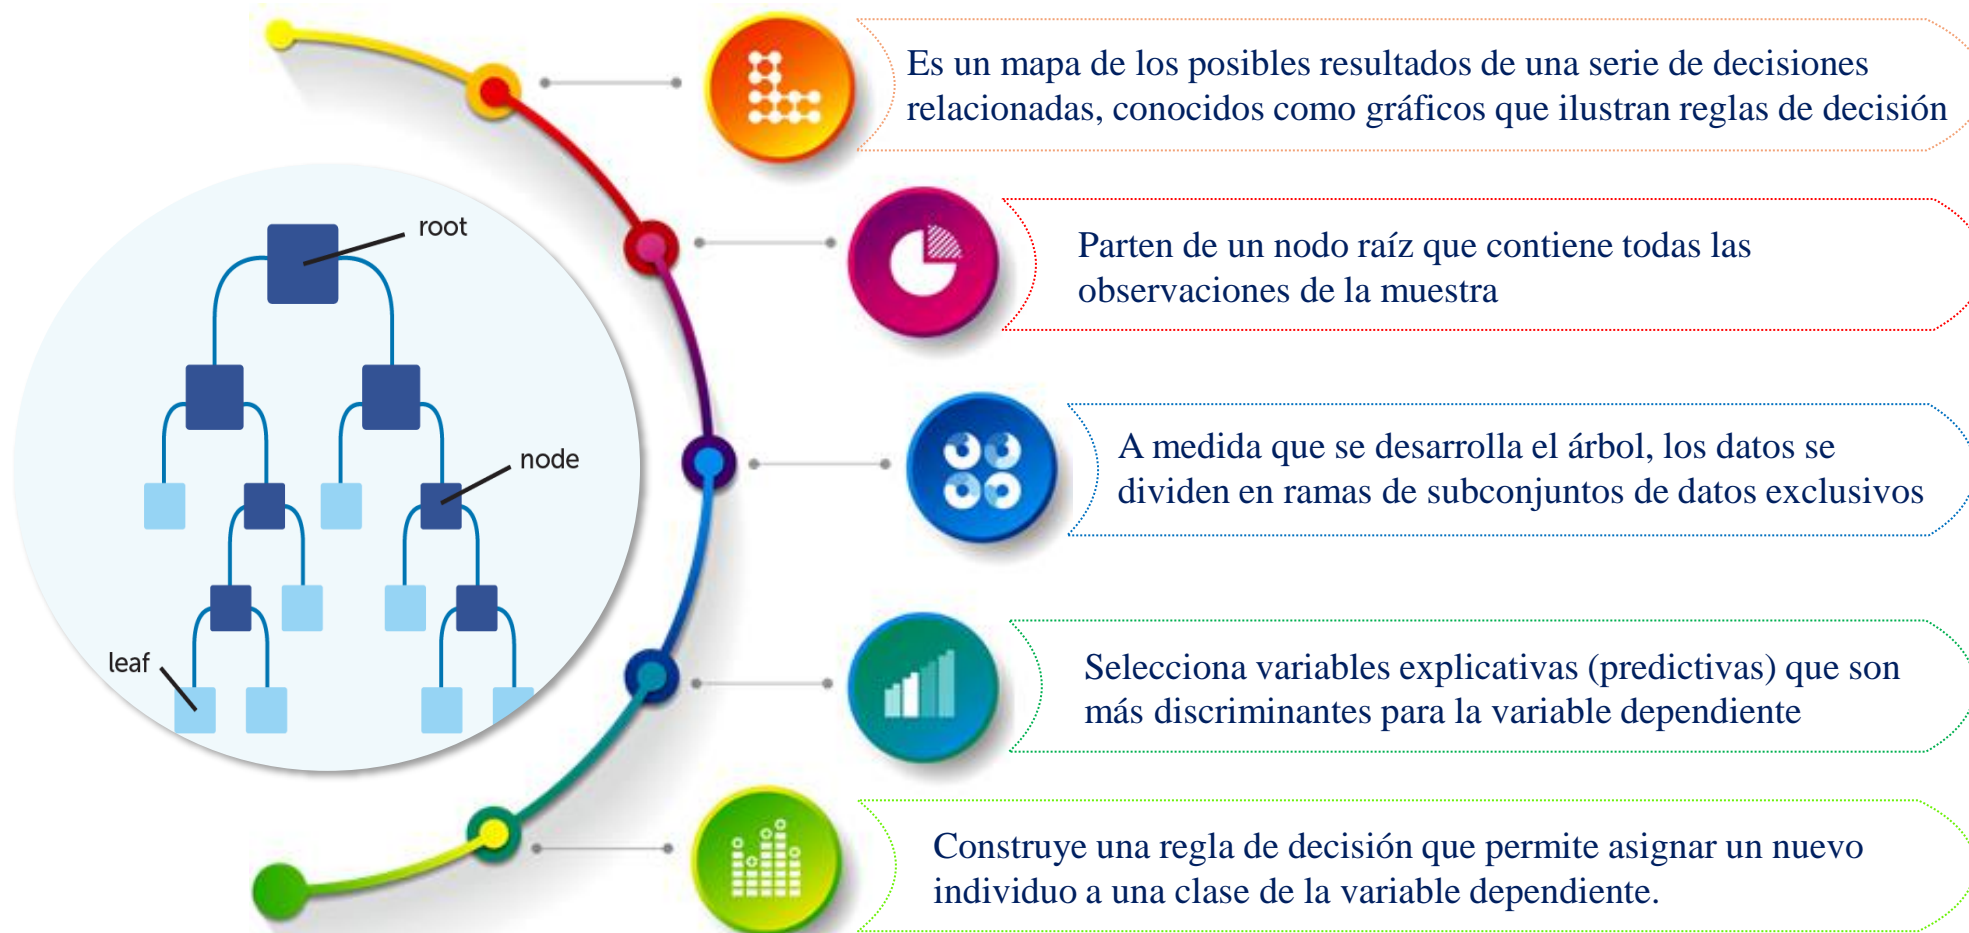 Es un mapa de los posibles resultados de una serie de decisiones
relacionadas, conocidos como gráficos que ilustran reglas de decisión
root
Parten de un nodo raíz que contiene todas las
observaciones de la muestra
node
A medida que se desarrolla el árbol, los datos se
dividen en ramas de subconjuntos de datos exclusivos
leaf
Selecciona variables explicativas (predictivas) que son
más discriminantes para la variable dependiente
Construye una regla de decisión que permite asignar un nuevo
individuo a una clase de la variable dependiente.